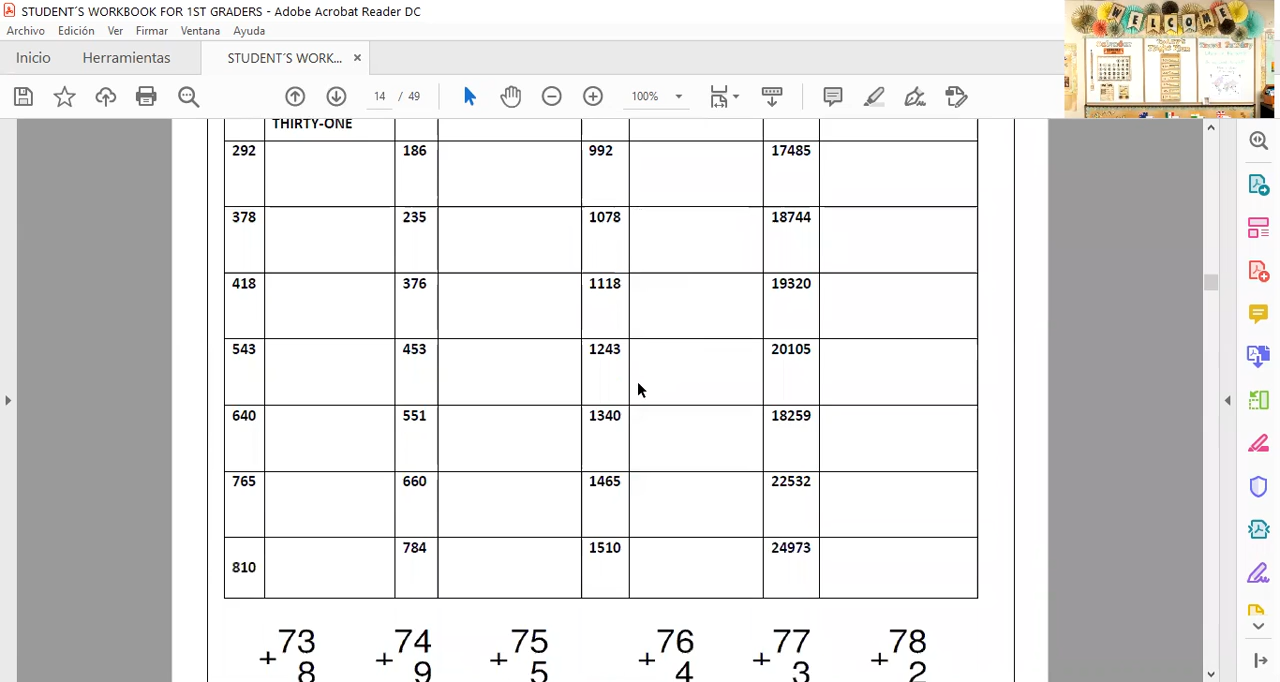 STUDENT´S WORKBOOK FOR 1ST GRADERS - Adobe Acrobat Reader DC
Archivo Edición Ver Firmar Ventana Ayuda
WELCOME
Inicio Herramientas STUDENT´S WORK... ×
14 / 49 100%
THIRTY-ONE
292 186 992 17485
378 235 1078 18744
418 376 1118 19320
543 453 1243 20105
640 551 1340 18259
765 660 1465 22532
810 784 1510 24973
73 74 75 76 77 78
+ 8 + 9 + 5 + 4 + 3 + 2